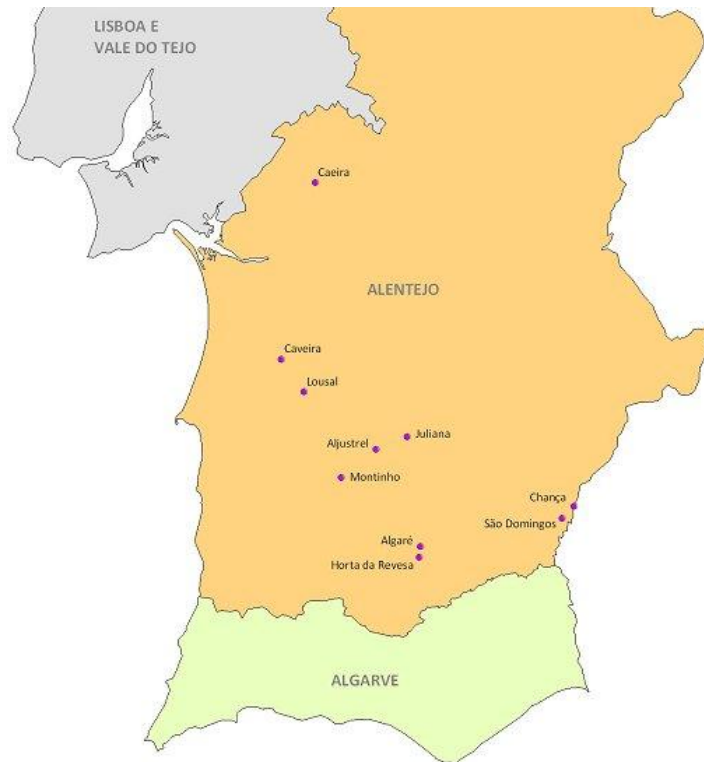 LISBOA E
VALE DO TEJO
Caeira
ALENTEJO
Caveira
Lousal
Juliana
Aljustrel
Montinho
Chança
São Domingos
Algaré
Horta da Revesa
ALGARVE